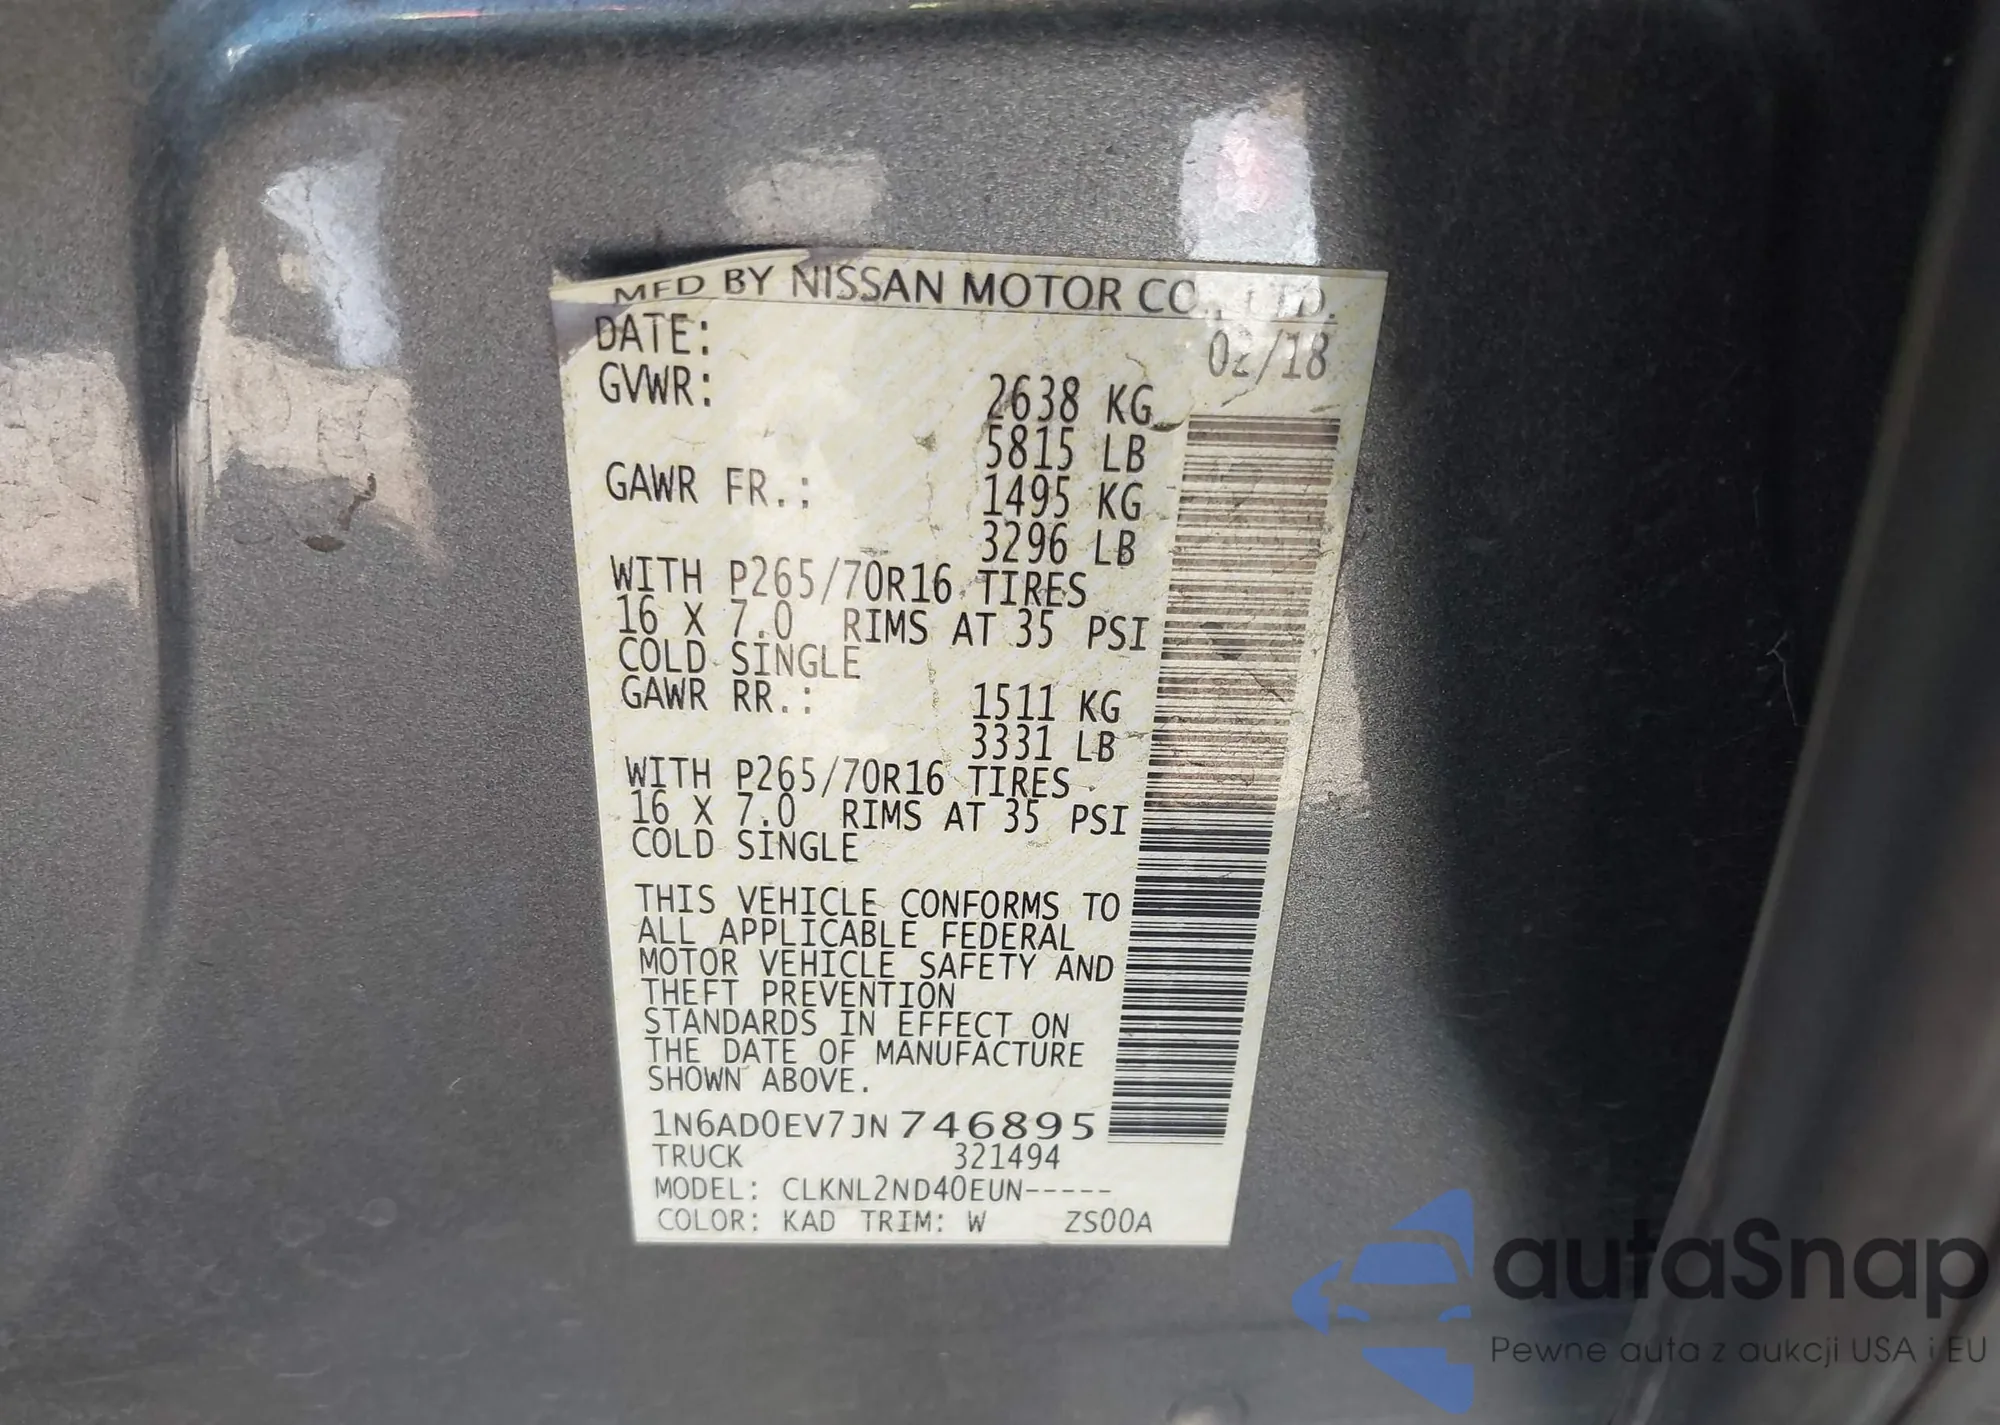 MFD BY NISSAN MOTOR CO., LTD.
DATE: 02/18
GVWR: 2638 KG
5815 LB
GAWR FR.: 1495 KG
3296 LB
WITH P265/70R16 TIRES
16 X 7.0 RIMS AT 35 PSI
COLD SINGLE
GAWR RR.: 1511 KG
3331 LB
WITH P265/70R16 TIRES
16 X 7.0 RIMS AT 35 PSI
COLD SINGLE
THIS VEHICLE CONFORMS TO
ALL APPLICABLE FEDERAL
MOTOR VEHICLE SAFETY AND
THEFT PREVENTION
STANDARDS IN EFFECT ON
THE DATE OF MANUFACTURE
SHOWN ABOVE.
1N6AD0EV7JN746895
TRUCK 321494
MODEL: CLKNL2ND40EUN-----
COLOR: KAD TRIM: W ZS00A
autaSnap
Pewne auta z aukcji USA i EU